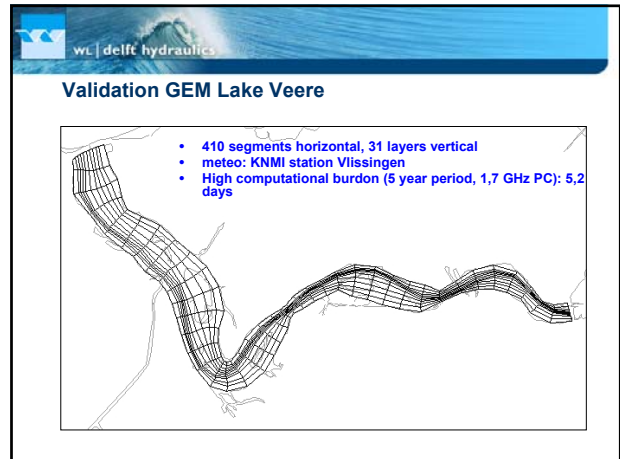 WL | delft hydraulics
Validation GEM Lake Veere
• 410 segments horizontal, 31 layers vertical
• meteo: KNMI station Vlissingen
• High computational burdon (5 year period, 1,7 GHz PC): 5,2
days